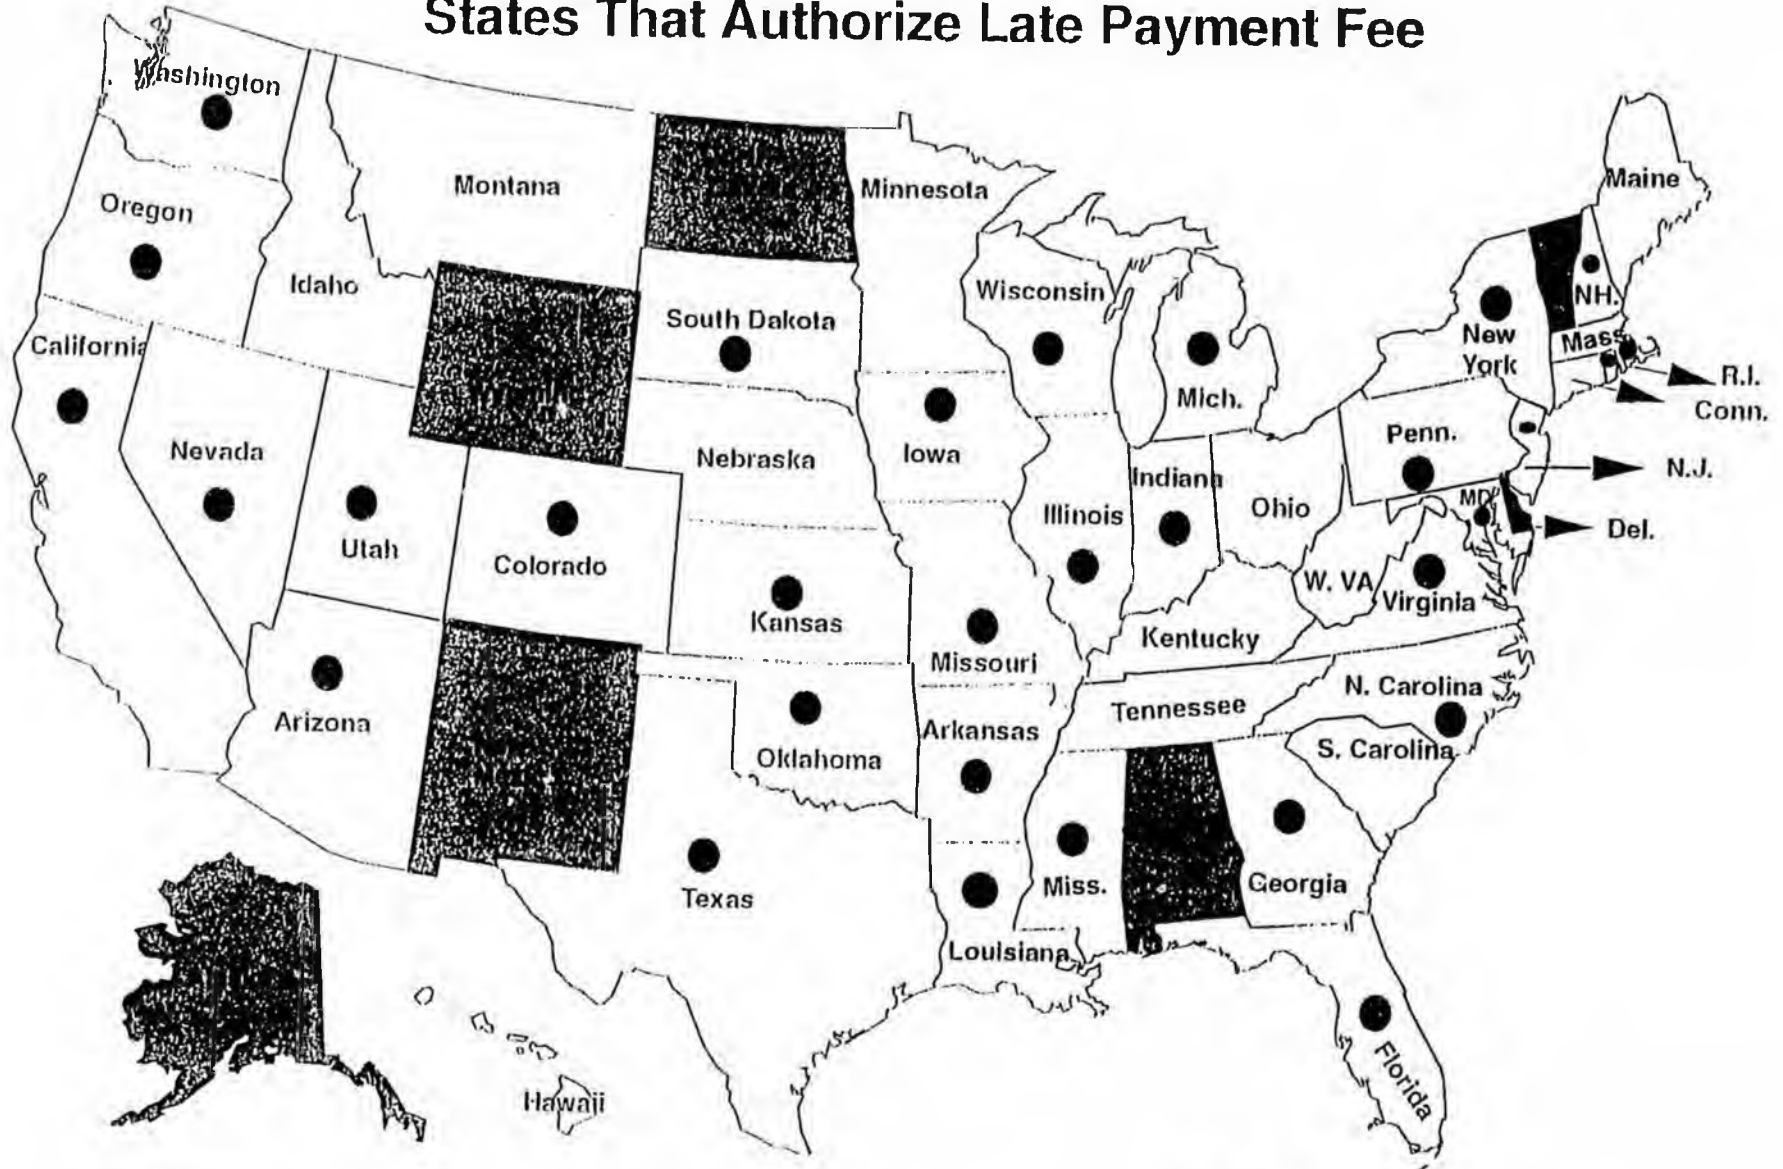 States That Authorize Late Payment Fee
Washington
Montana
Minnesota
Maine
Oregon
Idaho
Wisconsin
NH.
South Dakota
California
New
York
Mass.
R.I.
Mich.
Conn.
Nevada
Nebraska
Iowa
Penn.
N.J.
Indiana
Ohio
MD
Illinois
Del.
Utah
Colorado
W. VA
Virginia
Kansas
Kentucky
Missouri
N. Carolina
Tennessee
Arizona
Arkansas
S. Carolina
Oklahoma
Texas
Miss.
Georgia
Louisiana
Florida
Hawaii